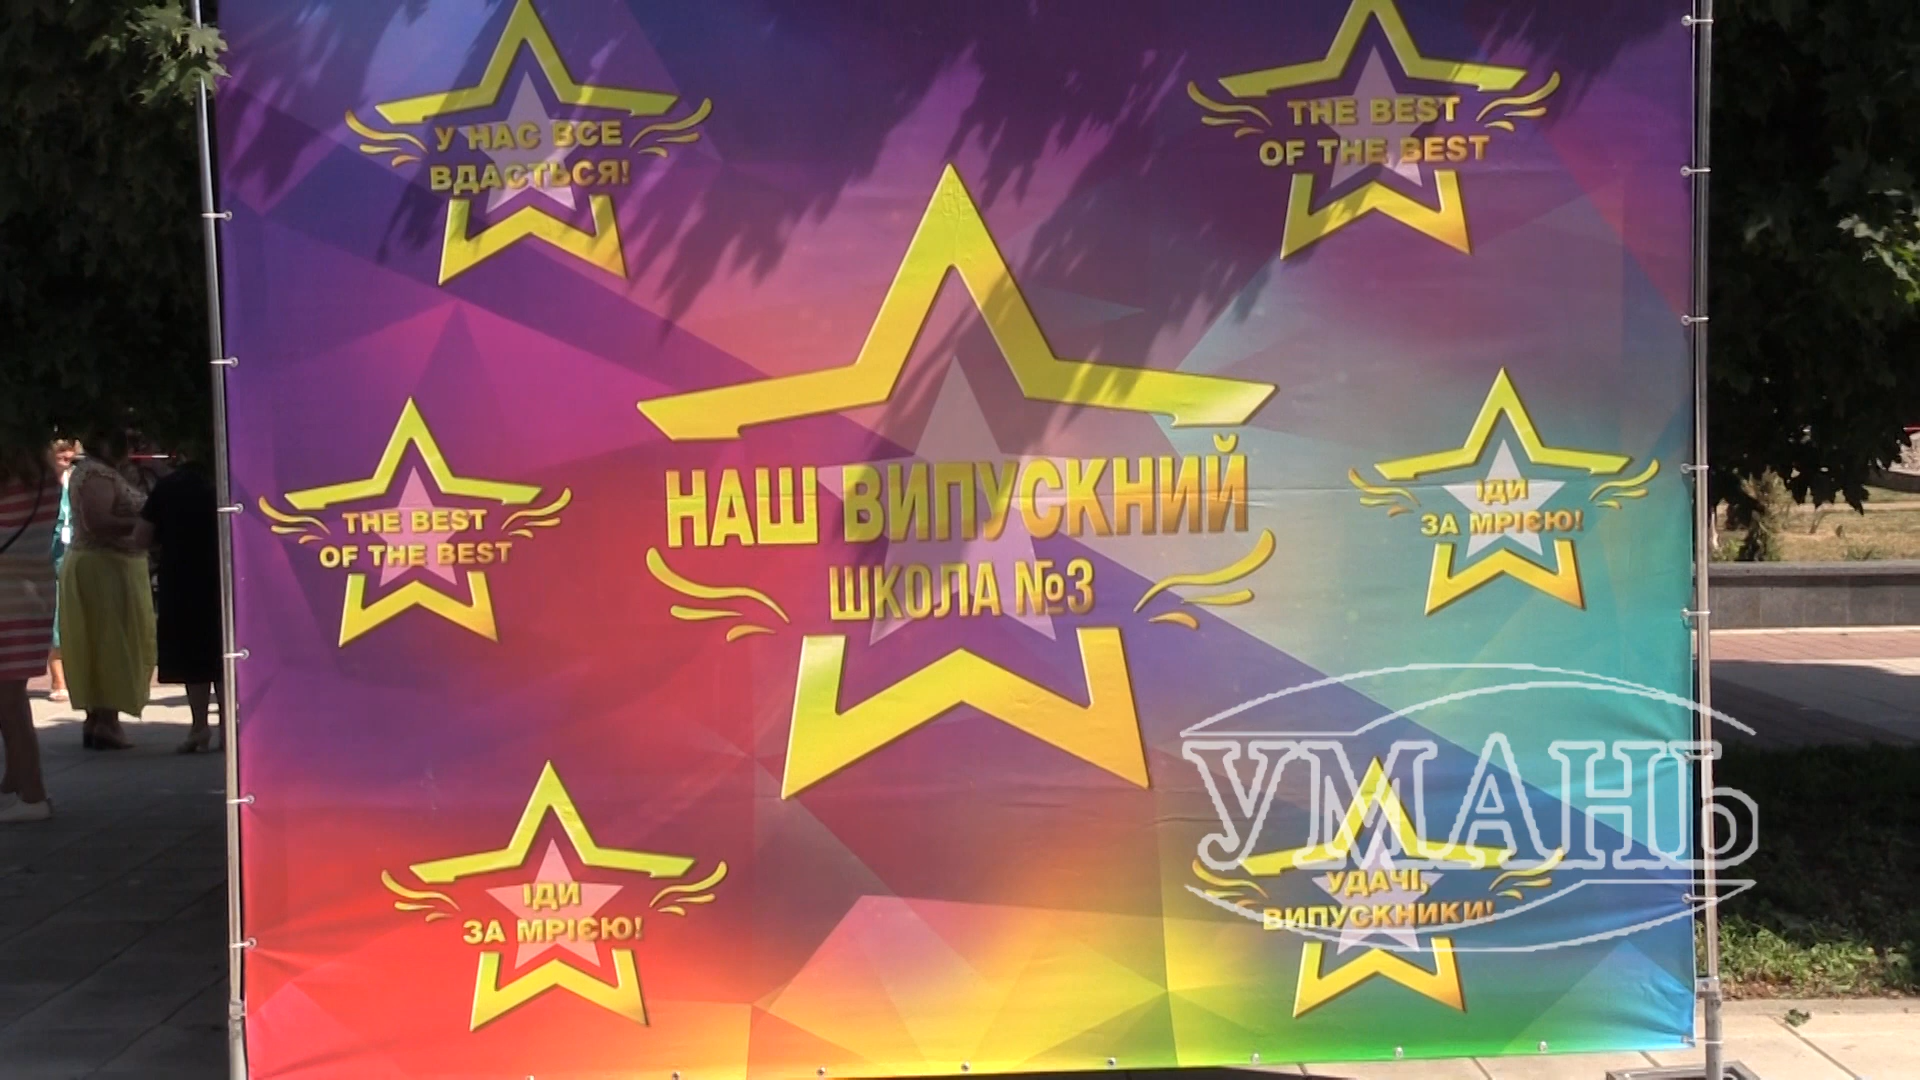 У НАС ВСЕ
ВДАСТЬСЯ!
THE BEST
OF THE BEST
НАШ ВИПУСКНИЙ
ШКОЛА №3
THE BEST
OF THE BEST
ІДИ
ЗА МРІЄЮ!
ІДИ
ЗА МРІЄЮ!
УДАЧІ,
ВИПУСКНИКИ!
УМАНЬ